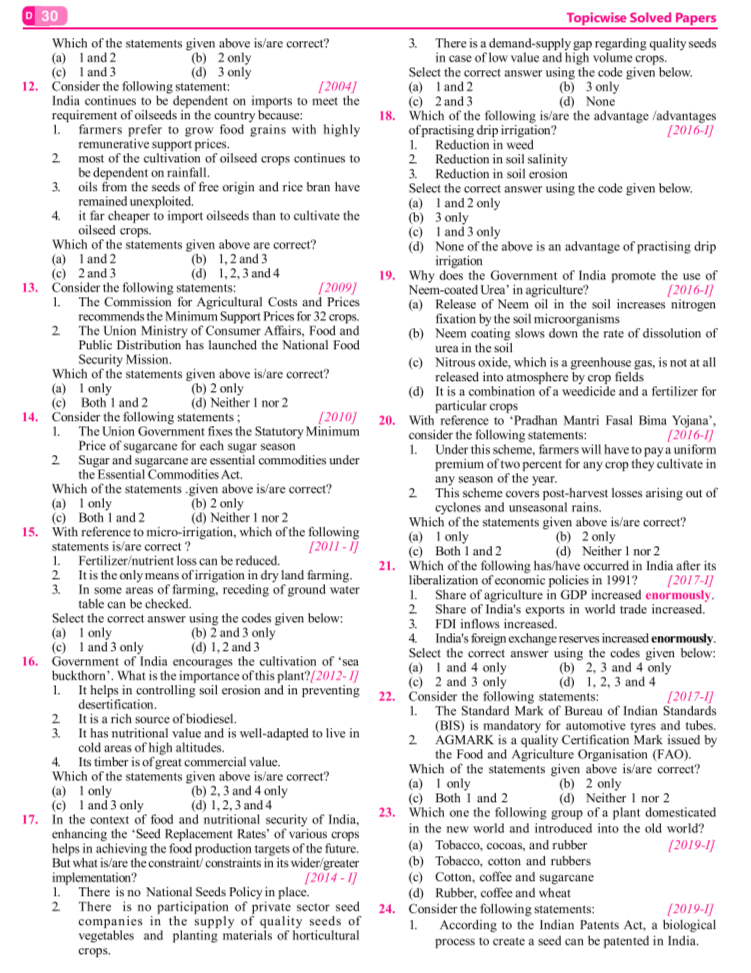 D 30
Topicwise Solved Papers
Which of the statements given above is/are correct?
(a) 1 and 2 (b) 2 only
(c) 1 and 3 (d) 3 only
12. Consider the following statement: [2004]
India continues to be dependent on imports to meet the
requirement of oilseeds in the country because:
1. farmers prefer to grow food grains with highly
remunerative support prices.
2. most of the cultivation of oilseed crops continues to
be dependent on rainfall.
3. oils from the seeds of free origin and rice bran have
remained unexploited.
4. it far cheaper to import oilseeds than to cultivate the
oilseed crops.
Which of the statements given above are correct?
(a) 1 and 2 (b) 1, 2 and 3
(c) 2 and 3 (d) 1, 2, 3 and 4
13. Consider the following statements: [2009]
1. The Commission for Agricultural Costs and Prices
recommends the Minimum Support Prices for 32 crops.
2. The Union Ministry of Consumer Affairs, Food and
Public Distribution has launched the National Food
Security Mission.
Which of the statements given above is/are correct?
(a) 1 only (b) 2 only
(c) Both 1 and 2 (d) Neither 1 nor 2
14. Consider the following statements ; [2010]
1. The Union Government fixes the Statutory Minimum
Price of sugarcane for each sugar season
2. Sugar and sugarcane are essential commodities under
the Essential Commodities Act.
Which of the statements .given above is/are correct?
(a) 1 only (b) 2 only
(c) Both 1 and 2 (d) Neither 1 nor 2
15. With reference to micro-irrigation, which of the following
statements is/are correct ? [2011 - I]
1. Fertilizer/nutrient loss can be reduced.
2. It is the only means of irrigation in dry land farming.
3. In some areas of farming, receding of ground water
table can be checked.
Select the correct answer using the codes given below:
(a) 1 only (b) 2 and 3 only
(c) 1 and 3 only (d) 1, 2 and 3
16. Government of India encourages the cultivation of ‘sea
buckthorn’. What is the importance of this plant? [2012- I]
1. It helps in controlling soil erosion and in preventing
desertification.
2. It is a rich source of biodiesel.
3. It has nutritional value and is well-adapted to live in
cold areas of high altitudes.
4. Its timber is of great commercial value.
Which of the statements given above is/are correct?
(a) 1 only (b) 2, 3 and 4 only
(c) 1 and 3 only (d) 1, 2, 3 and 4
17. In the context of food and nutritional security of India,
enhancing the ‘Seed Replacement Rates’ of various crops
helps in achieving the food production targets of the future.
But what is/are the constraint/ constraints in its wider/greater
implementation? [2014 - I]
1. There is no National Seeds Policy in place.
2. There is no participation of private sector seed
companies in the supply of quality seeds of
vegetables and planting materials of horticultural
crops.
3. There is a demand-supply gap regarding quality seeds
in case of low value and high volume crops.
Select the correct answer using the code given below.
(a) 1 and 2 (b) 3 only
(c) 2 and 3 (d) None
18. Which of the following is/are the advantage /advantages
of practising drip irrigation? [2016-I]
1. Reduction in weed
2. Reduction in soil salinity
3. Reduction in soil erosion
Select the correct answer using the code given below.
(a) 1 and 2 only
(b) 3 only
(c) 1 and 3 only
(d) None of the above is an advantage of practising drip
irrigation
19. Why does the Government of India promote the use of
Neem-coated Urea’ in agriculture? [2016-I]
(a) Release of Neem oil in the soil increases nitrogen
fixation by the soil microorganisms
(b) Neem coating slows down the rate of dissolution of
urea in the soil
(c) Nitrous oxide, which is a greenhouse gas, is not at all
released into atmosphere by crop fields
(d) It is a combination of a weedicide and a fertilizer for
particular crops
20. With reference to ‘Pradhan Mantri Fasal Bima Yojana’,
consider the following statements: [2016-I]
1. Under this scheme, farmers will have to pay a uniform
premium of two percent for any crop they cultivate in
any season of the year.
2. This scheme covers post-harvest losses arising out of
cyclones and unseasonal rains.
Which of the statements given above is/are correct?
(a) 1 only (b) 2 only
(c) Both 1 and 2 (d) Neither 1 nor 2
21. Which of the following has/have occurred in India after its
liberalization of economic policies in 1991? [2017-I]
1. Share of agriculture in GDP increased enormously.
2. Share of India's exports in world trade increased.
3. FDI inflows increased.
4. India's foreign exchange reserves increased enormously.
Select the correct answer using the codes given below:
(a) 1 and 4 only (b) 2, 3 and 4 only
(c) 2 and 3 only (d) 1, 2, 3 and 4
22. Consider the following statements: [2017-I]
1. The Standard Mark of Bureau of Indian Standards
(BIS) is mandatory for automotive tyres and tubes.
2. AGMARK is a quality Certification Mark issued by
the Food and Agriculture Organisation (FAO).
Which of the statements given above is/are correct?
(a) 1 only (b) 2 only
(c) Both 1 and 2 (d) Neither 1 nor 2
23. Which one the following group of a plant domesticated
in the new world and introduced into the old world?
(a) Tobacco, cocoas, and rubber [2019-I]
(b) Tobacco, cotton and rubbers
(c) Cotton, coffee and sugarcane
(d) Rubber, coffee and wheat
24. Consider the following statements: [2019-I]
1. According to the Indian Patents Act, a biological
process to create a seed can be patented in India.